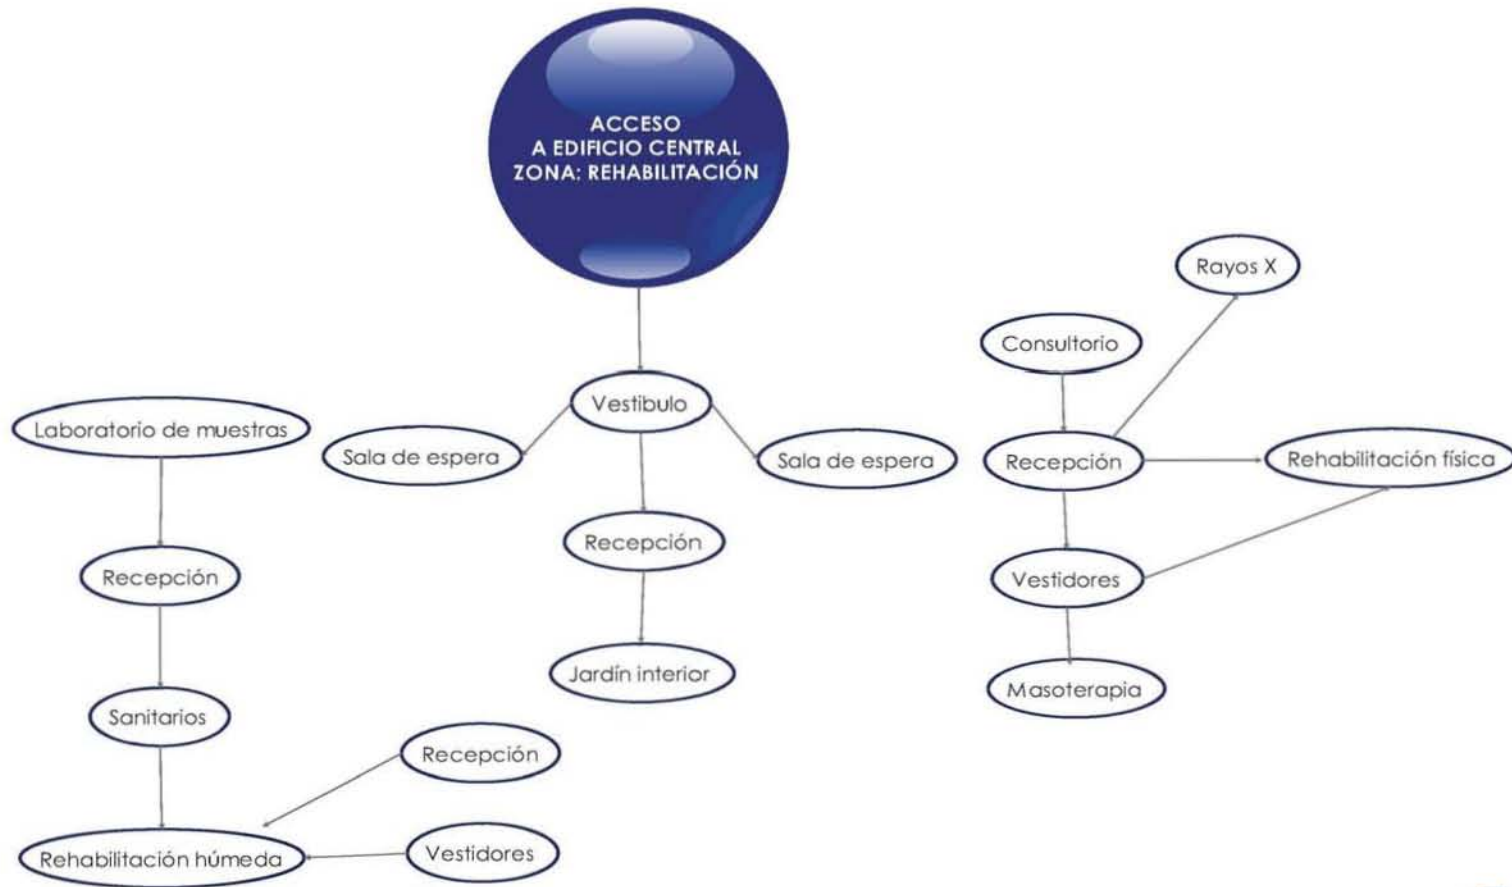 ACCESO
A EDIFICIO CENTRAL
ZONA: REHABILITACIÓN
Rayos X
Consultorio
Vestibulo
Laboratorio de muestras
Sala de espera
Sala de espera
Recepción
Rehabilitación física
Recepción
Recepción
Vestidores
Jardín interior
Masoterapia
Sanitarios
Recepción
Rehabilitación húmeda
Vestidores